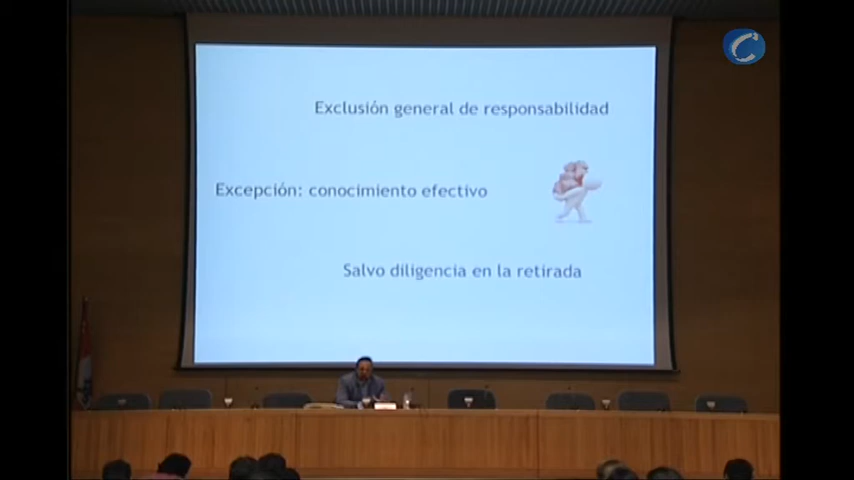 Exclusión general de responsabilidad
Excepción: conocimiento efectivo
Salvo diligencia en la retirada